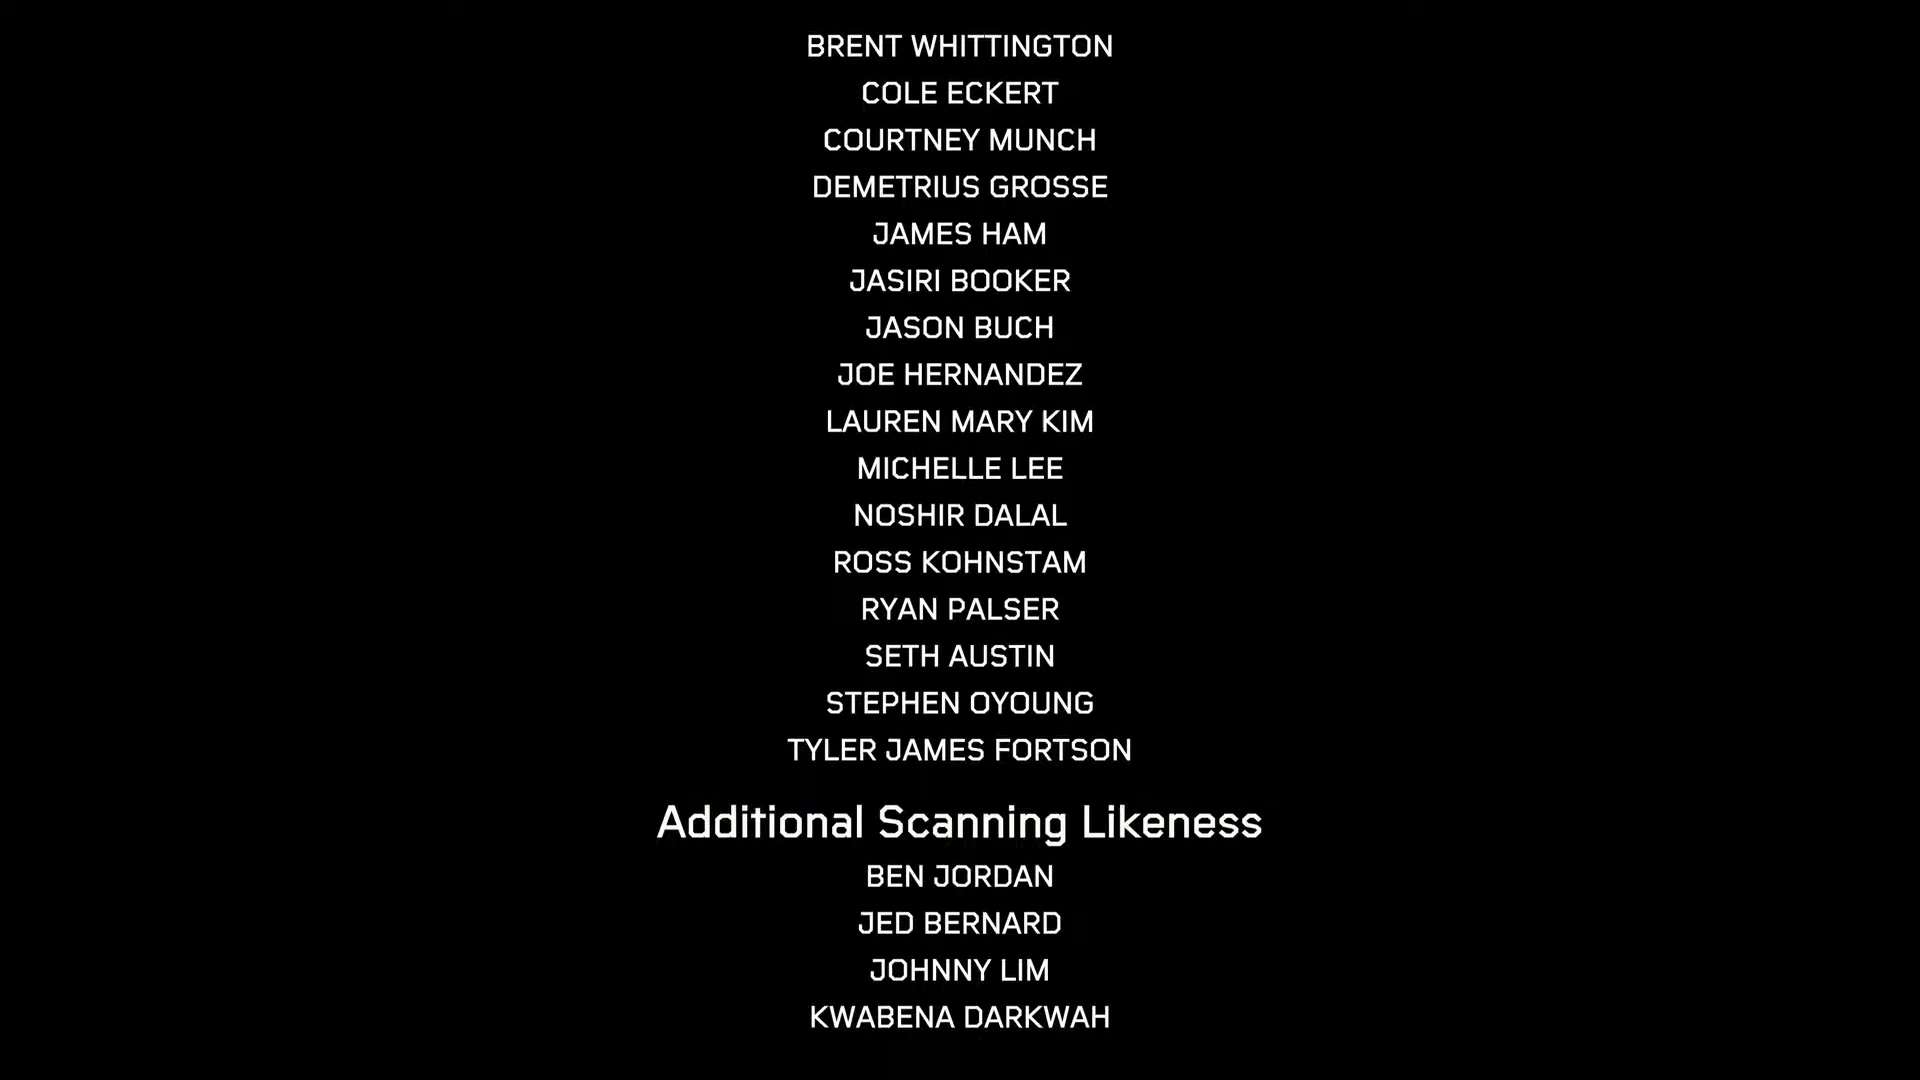 BRENT WHITTINGTON
COLE ECKERT
COURTNEY MUNCH
DEMETRIUS GROSSE
JAMES HAM
JASIRI BOOKER
JASON BUCH
JOE HERNANDEZ
LAUREN MARY KIM
MICHELLE LEE
NOSHIR DALAL
ROSS KOHNSTAM
RYAN PALSER
SETH AUSTIN
STEPHEN OYOUNG
TYLER JAMES FORTSON
Additional Scanning Likeness
BEN JORDAN
JED BERNARD
JOHNNY LIM
KWABENA DARKWAH